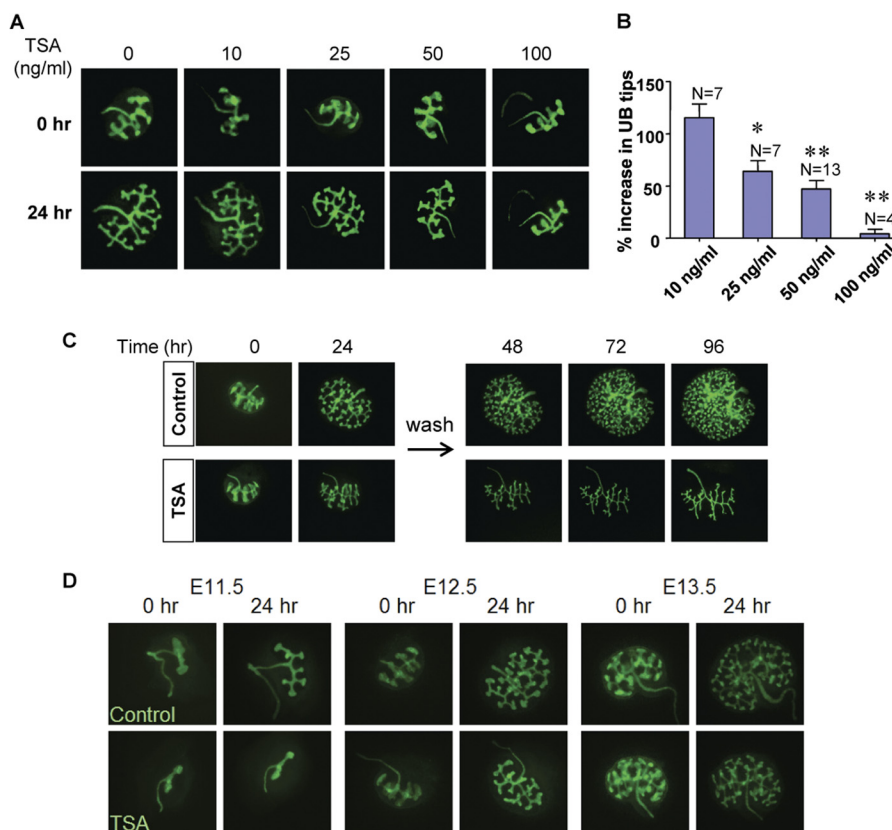 A
TSA
(ng/ml)
0 10 25 50 100
0 hr
24 hr
B
% increase in UB tips
150
100
50
0
N=7
*
N=7
**
N=13
**
N=4
10 ng/ml
25 ng/ml
50 ng/ml
100 ng/ml
C
Time (hr) 0 24 48 72 96
Control
wash
TSA
D
E11.5 E12.5 E13.5
0 hr 24 hr 0 hr 24 hr 0 hr 24 hr
Control
TSA